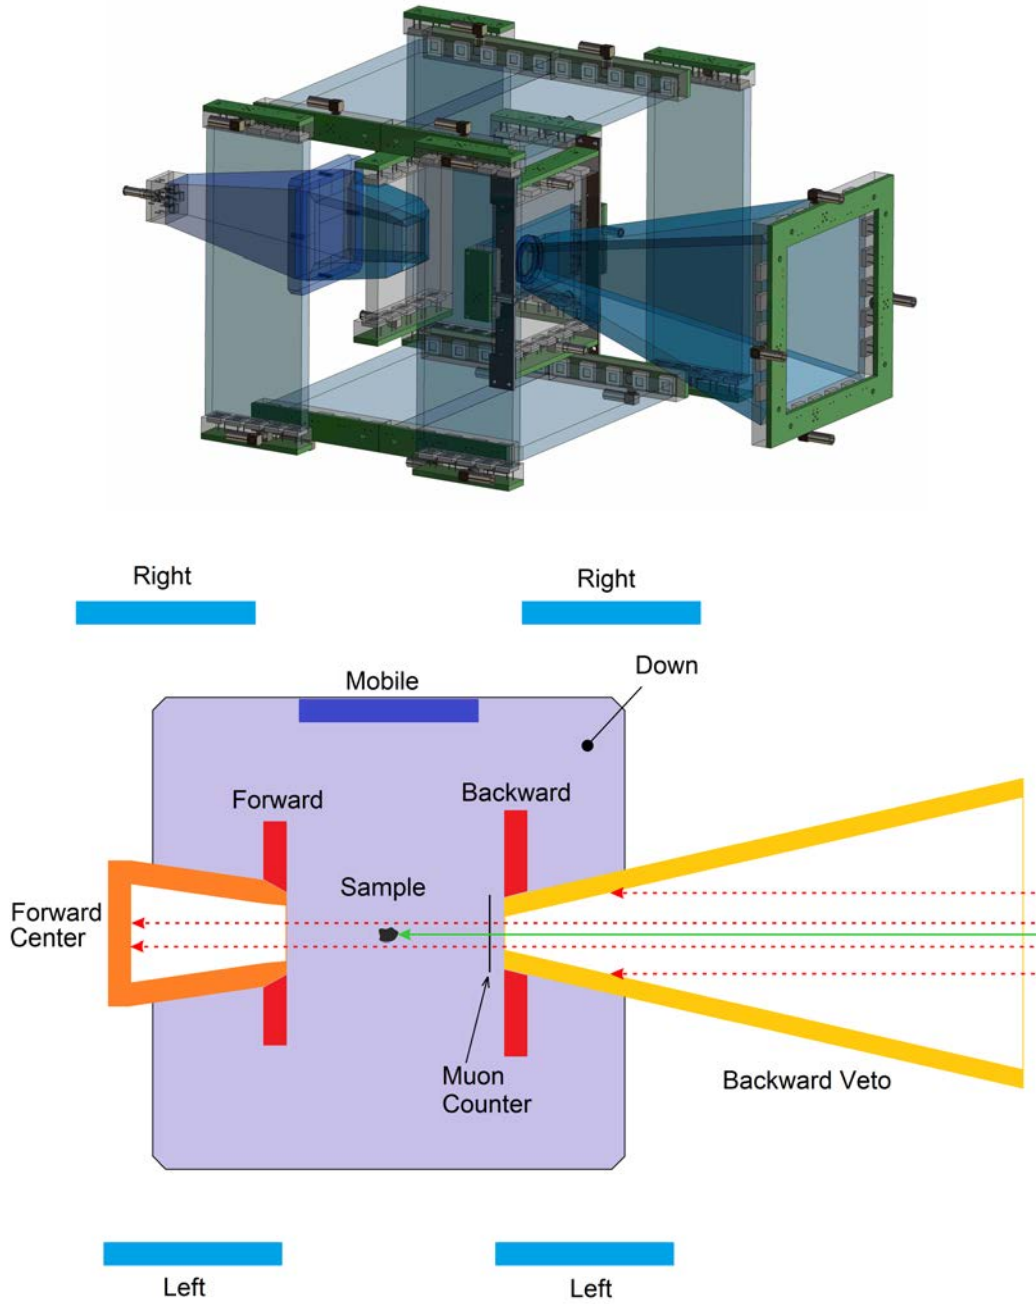 Right
Right
Down
Mobile
Forward
Backward
Sample
Forward
Center
Muon
Counter
Backward Veto
Left
Left